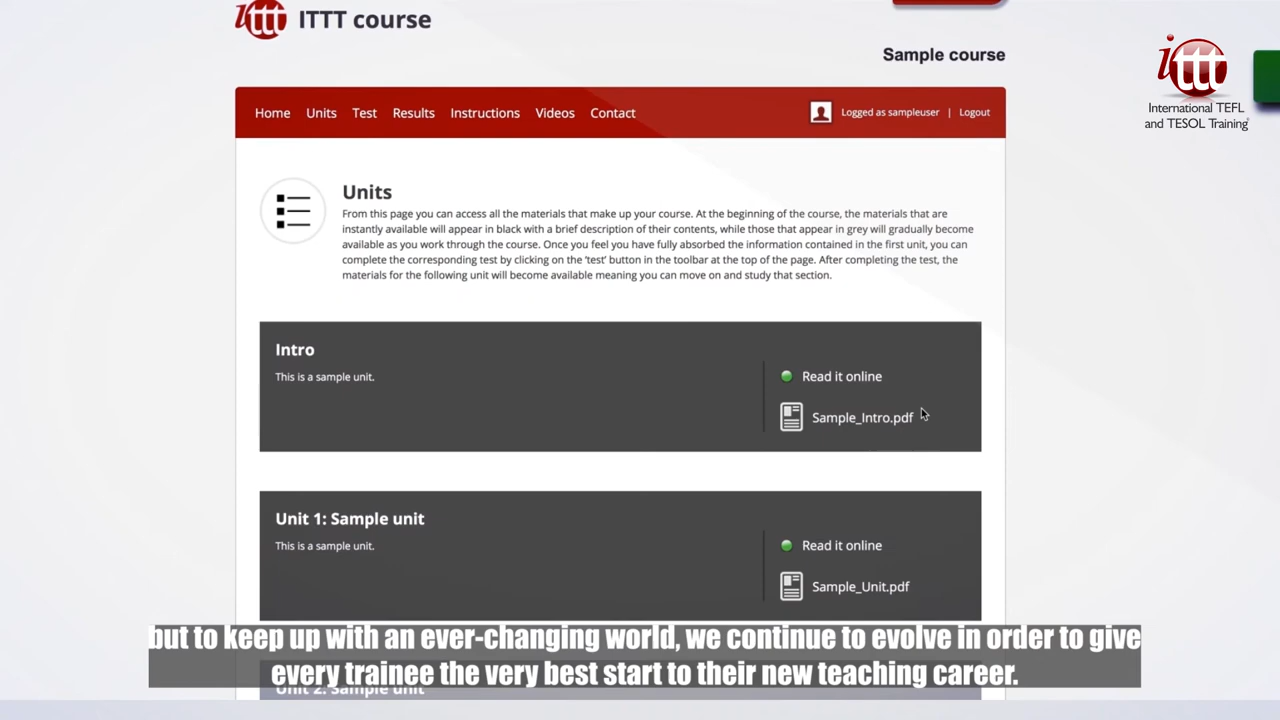 ittt ITTT course
Sample course
ittt
International TEFL
and TESOL Training
Home Units Test Results Instructions Videos Contact Logged as sampleuser | Logout
Units
From this page you can access all the materials that make up your course. At the beginning of the course, the materials that are
instantly available will appear in black with a brief description of their contents, while those that appear in grey will gradually become
available as you work through the course. Once you feel you have fully absorbed the information contained in the first unit, you can
complete the corresponding test by clicking on the 'test' button in the toolbar at the top of the page. After completing the test, the
materials for the following unit will become available meaning you can move on and study that section.
Intro
This is a sample unit.
Read it online
Sample_Intro.pdf
Unit 1: Sample unit
This is a sample unit.
Read it online
Sample_Unit.pdf
but to keep up with an ever-changing world, we continue to evolve in order to give
every trainee the very best start to their new teaching career.
Unit 2: Sample unit